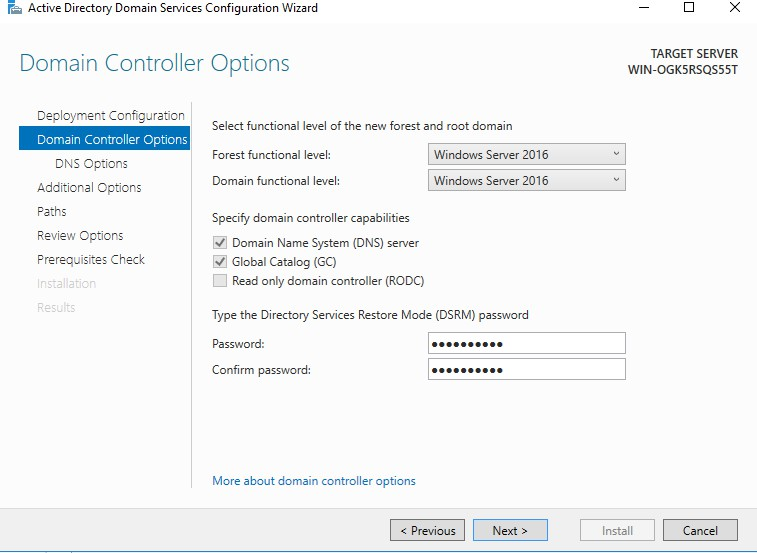 Active Directory Domain Services Configuration Wizard
Domain Controller Options
TARGET SERVER
WIN-OGK5RSQS55T
Deployment Configuration
Domain Controller Options
DNS Options
Additional Options
Paths
Review Options
Prerequisites Check
Installation
Results
Select functional level of the new forest and root domain
Forest functional level: Windows Server 2016
Domain functional level: Windows Server 2016
Specify domain controller capabilities
Domain Name System (DNS) server
Global Catalog (GC)
Read only domain controller (RODC)
Type the Directory Services Restore Mode (DSRM) password
Password: ●●●●●●●●●●
Confirm password: ●●●●●●●●●●
More about domain controller options
< Previous Next > Install Cancel